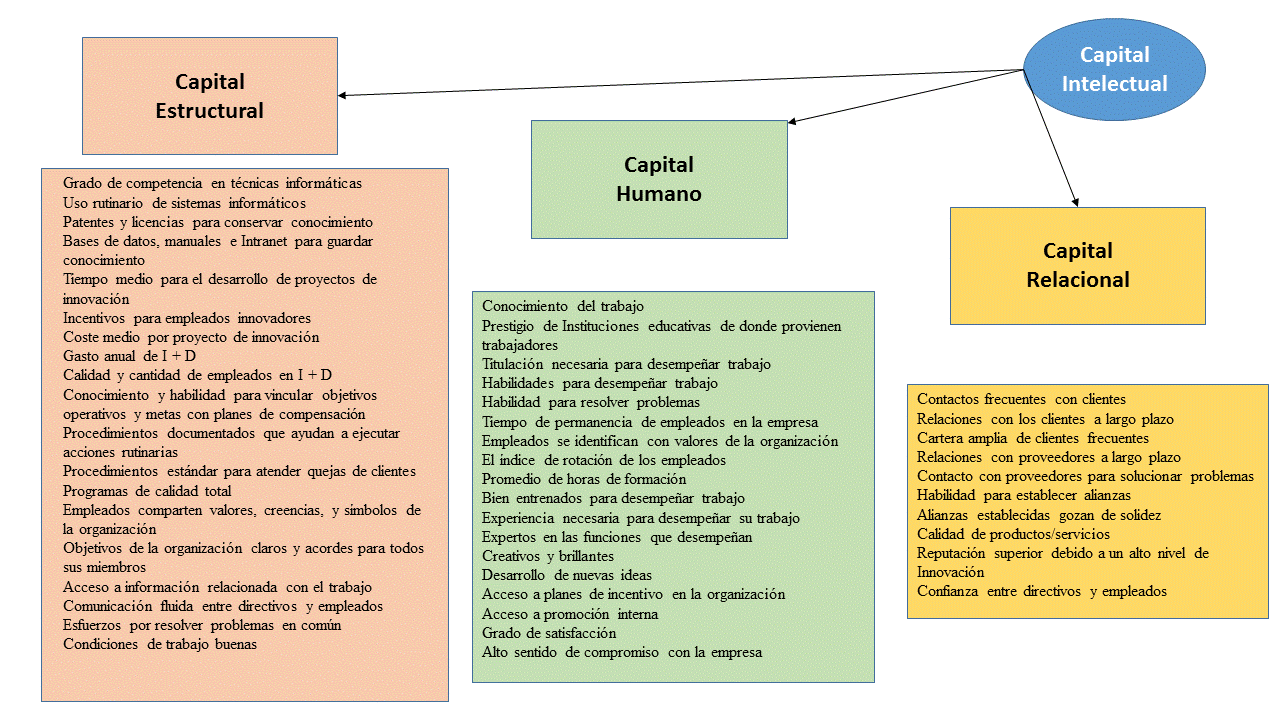 Capital
Intelectual
Capital
Estructural
Capital
Humano
Capital
Relacional
Grado de competencia en técnicas informáticas
Uso rutinario de sistemas informáticos
Patentes y licencias para conservar conocimiento
Bases de datos, manuales e Intranet para guardar
conocimiento
Tiempo medio para el desarrollo de proyectos de
innovación
Incentivos para empleados innovadores
Coste medio por proyecto de innovación
Gasto anual de I + D
Calidad y cantidad de empleados en I + D
Conocimiento y habilidad para vincular objetivos
operativos y metas con planes de compensación
Procedimientos documentados que ayudan a ejecutar
acciones rutinarias
Procedimientos estándar para atender quejas de clientes
Programas de calidad total
Empleados comparten valores, creencias, y símbolos de
la organización
Objetivos de la organización claros y acordes para todos
sus miembros
Acceso a información relacionada con el trabajo
Comunicación fluida entre directivos y empleados
Esfuerzos por resolver problemas en común
Condiciones de trabajo buenas
Conocimiento del trabajo
Prestigio de Instituciones educativas de donde provienen
trabajadores
Titulación necesaria para desempeñar trabajo
Habilidades para desempeñar trabajo
Habilidad para resolver problemas
Tiempo de permanencia de empleados en la empresa
Empleados se identifican con valores de la organización
El índice de rotación de los empleados
Promedio de horas de formación
Bien entrenados para desempeñar trabajo
Experiencia necesaria para desempeñar su trabajo
Expertos en las funciones que desempeñan
Creativos y brillantes
Desarrollo de nuevas ideas
Acceso a planes de incentivo en la organización
Acceso a promoción interna
Grado de satisfacción
Alto sentido de compromiso con la empresa
Contactos frecuentes con clientes
Relaciones con los clientes a largo plazo
Cartera amplia de clientes frecuentes
Relaciones con proveedores a largo plazo
Contacto con proveedores para solucionar problemas
Habilidad para establecer alianzas
Alianzas establecidas gozan de solidez
Calidad de productos/servicios
Reputación superior debido a un alto nivel de
Innovación
Confianza entre directivos y empleados